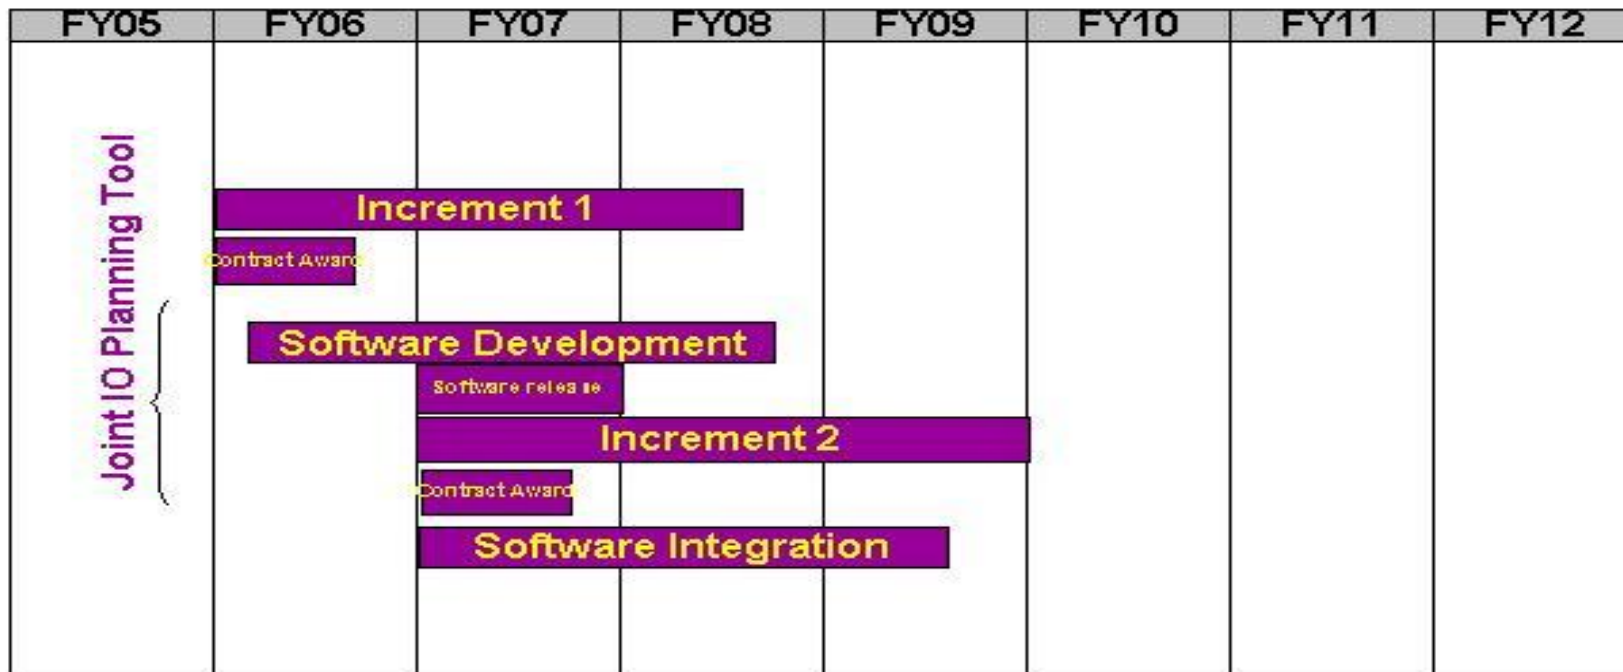 FY05 FY06 FY07 FY08 FY09 FY10 FY11 FY12
Joint IO Planning Tool
Increment 1
Contract Award
Software Development
Software release
Increment 2
Contract Award
Software Integration